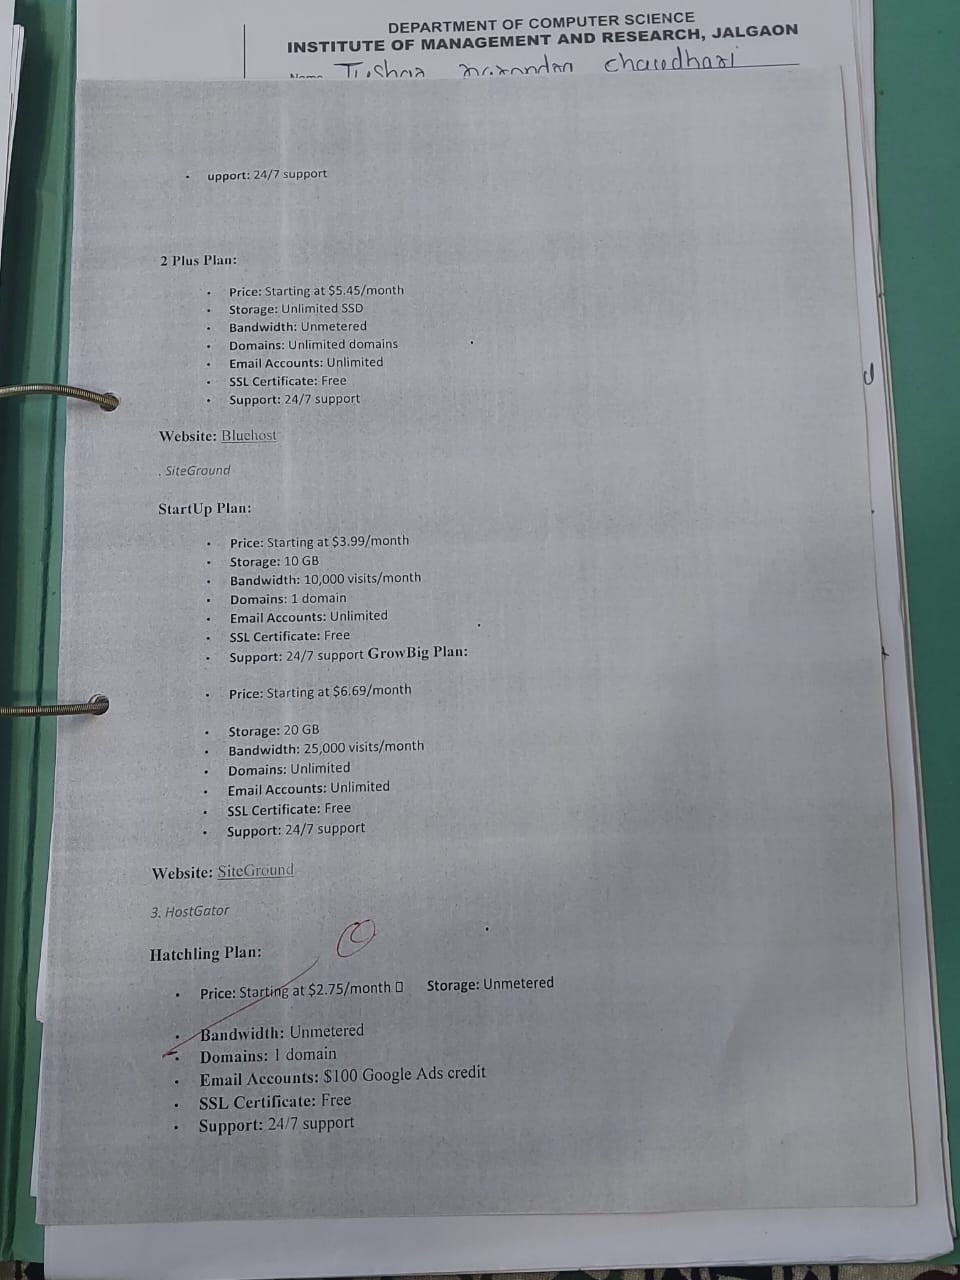 DEPARTMENT OF COMPUTER SCIENCE
INSTITUTE OF MANAGEMENT AND RESEARCH, JALGAON
Name
• upport: 24/7 support
2 Plus Plan:
• Price: Starting at $5.45/month
• Storage: Unlimited SSD
• Bandwidth: Unmetered
• Domains: Unlimited domains
• Email Accounts: Unlimited
• SSL Certificate: Free
• Support: 24/7 support
Website: Bluehost
. SiteGround
StartUp Plan:
• Price: Starting at $3.99/month
• Storage: 10 GB
• Bandwidth: 10,000 visits/month
• Domains: 1 domain
• Email Accounts: Unlimited
• SSL Certificate: Free
• Support: 24/7 support GrowBig Plan:
• Price: Starting at $6.69/month
• Storage: 20 GB
• Bandwidth: 25,000 visits/month
• Domains: Unlimited
• Email Accounts: Unlimited
• SSL Certificate: Free
• Support: 24/7 support
Website: SiteGround
3. HostGator
Hatchling Plan:
• Price: Starting at $2.75/month ▯ Storage: Unmetered
• Bandwidth: Unmetered
• Domains: 1 domain
• Email Accounts: $100 Google Ads credit
• SSL Certificate: Free
• Support: 24/7 support